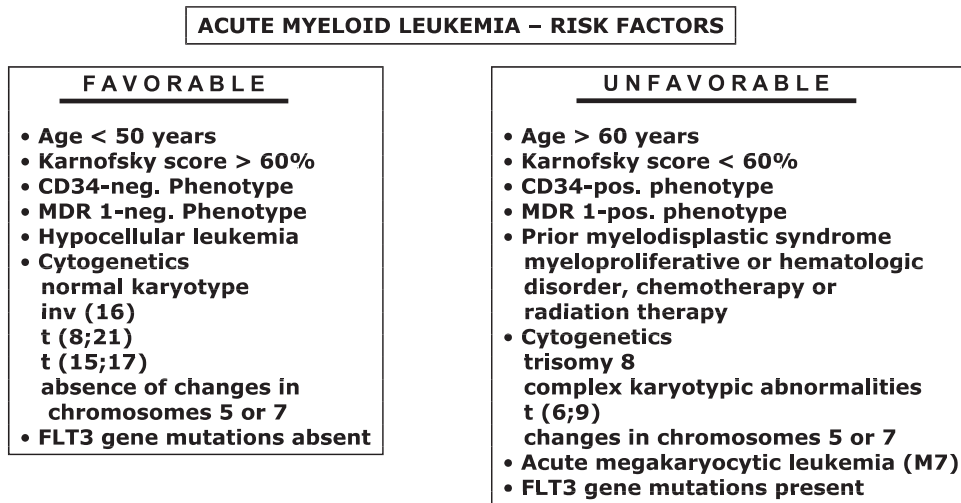 ACUTE MYELOID LEUKEMIA – RISK FACTORS
FAVORABLE
• Age < 50 years
• Karnofsky score > 60%
• CD34-neg. Phenotype
• MDR 1-neg. Phenotype
• Hypocellular leukemia
• Cytogenetics
normal karyotype
inv (16)
t (8;21)
t (15;17)
absence of changes in
chromosomes 5 or 7
• FLT3 gene mutations absent
UNFAVORABLE
• Age > 60 years
• Karnofsky score < 60%
• CD34-pos. phenotype
• MDR 1-pos. phenotype
• Prior myelodisplastic syndrome
myeloproliferative or hematologic
disorder, chemotherapy or
radiation therapy
• Cytogenetics
trisomy 8
complex karyotypic abnormalities
t (6;9)
changes in chromosomes 5 or 7
• Acute megakaryocytic leukemia (M7)
• FLT3 gene mutations present